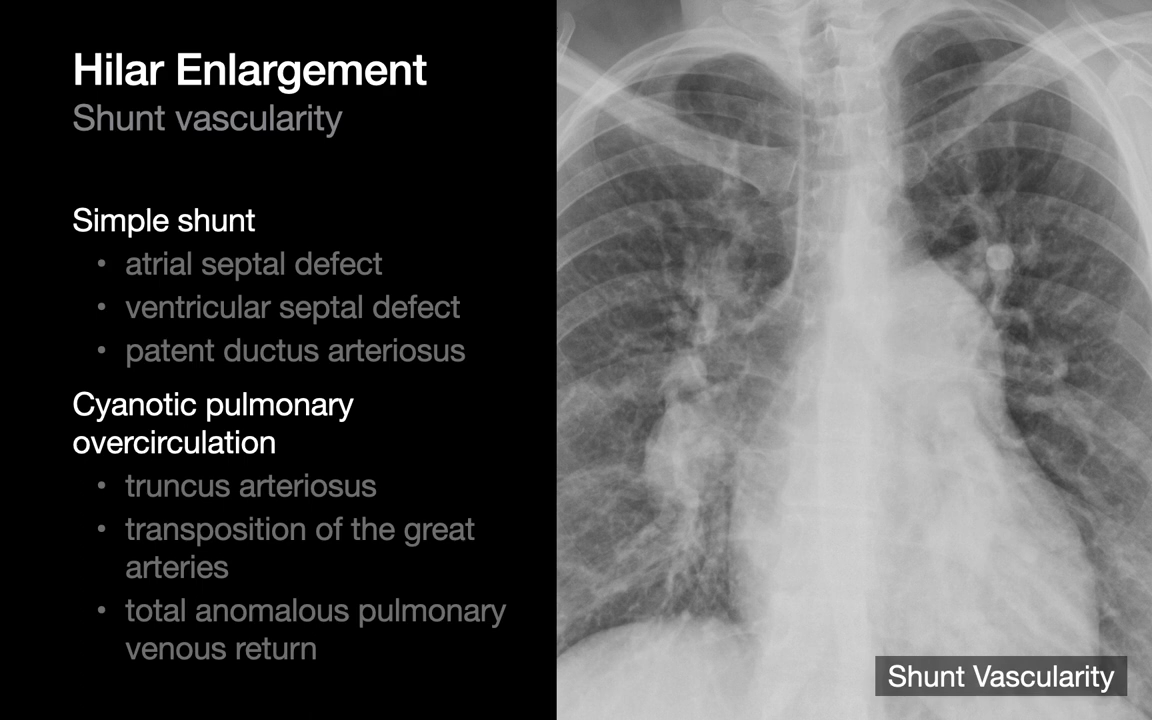 Hilar Enlargement
Shunt vascularity
Simple shunt
• atrial septal defect
• ventricular septal defect
• patent ductus arteriosus
Cyanotic pulmonary
overcirculation
• truncus arteriosus
• transposition of the great
arteries
• total anomalous pulmonary
venous return
Shunt Vascularity